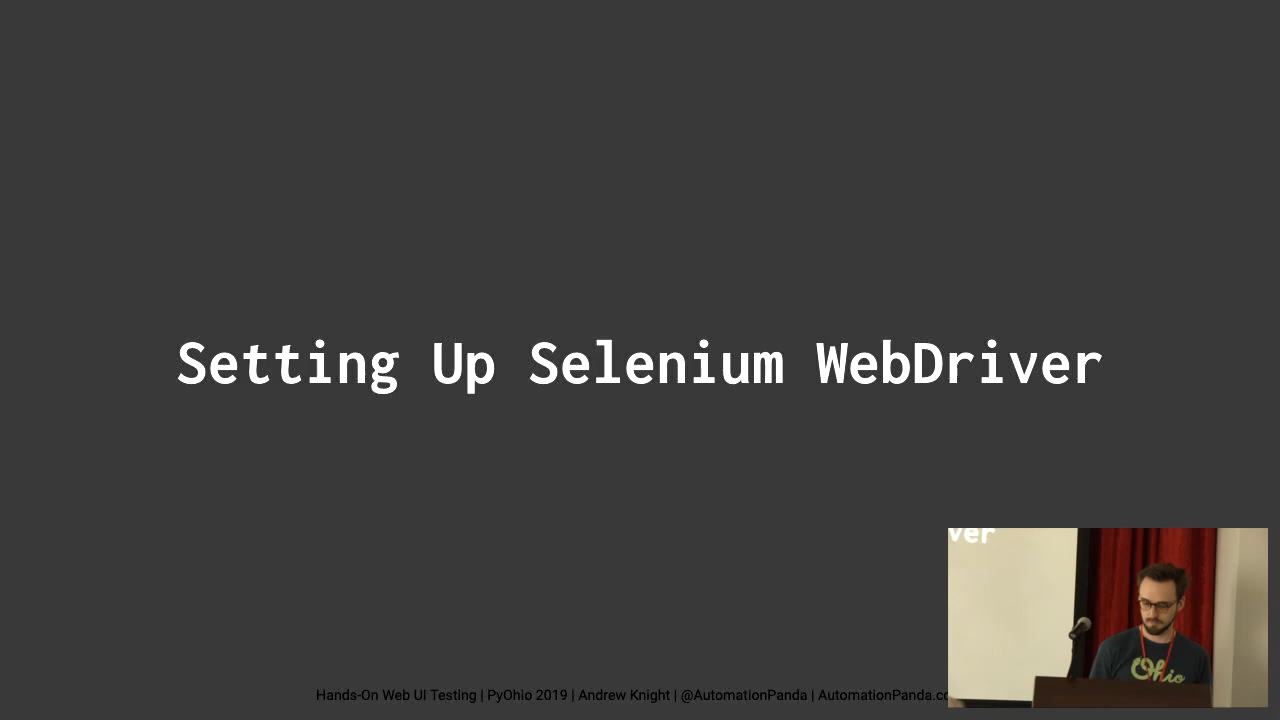 Setting Up Selenium WebDriver
ver
Ohio
Hands-On Web UI Testing | PyOhio 2019 | Andrew Knight | @AutomationPanda | AutomationPanda.co